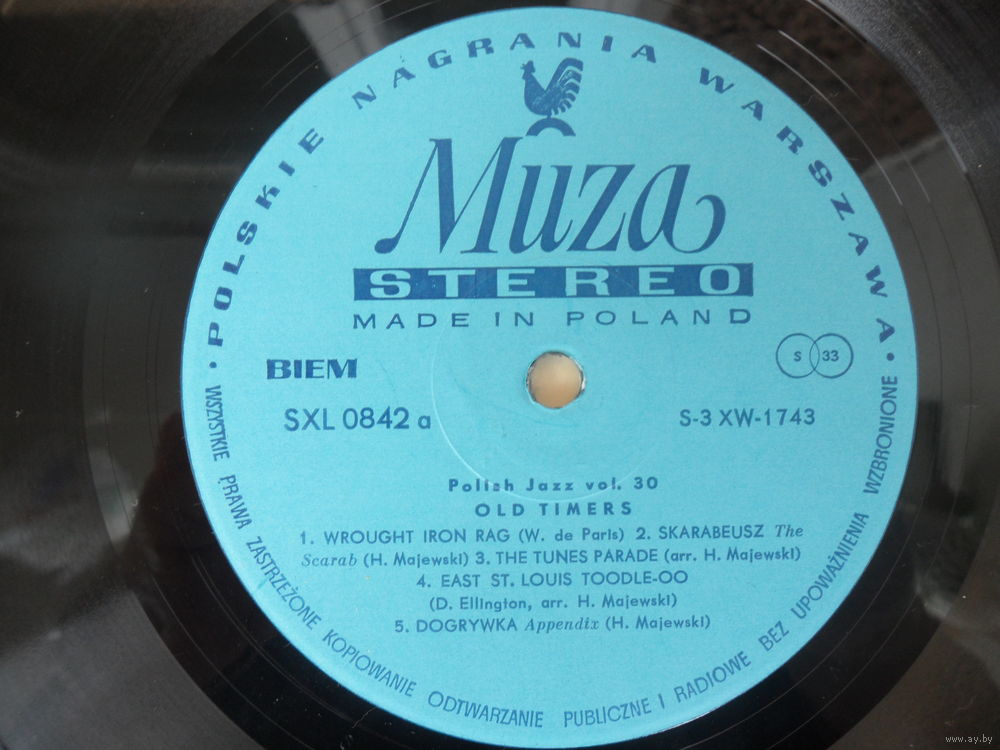 • POLSKIE NAGRANIA WARSZAWA •
Muza
STEREO
MADE IN POLAND
BIEM
S 33
SXL 0842 a
S-3 XW-1743
Polish Jazz vol. 30
OLD TIMERS
1. WROUGHT IRON RAG (W. de Paris) 2. SKARABEUSZ The
Scarab (H. Majewski) 3. THE TUNES PARADE (arr. H. Majewski)
4. EAST ST. LOUIS TOODLE-OO
(D. Ellington, arr. H. Majewski)
5. DOGRYWKA Appendix (H. Majewski)
WSZYSTKIE PRAWA ZASTRZEŻONE KOPIOWANIE ODTWARZANIE PUBLICZNE I RADIOWE BEZ UPOWAŻNIENIA WZBRONIONE
www.ay.by